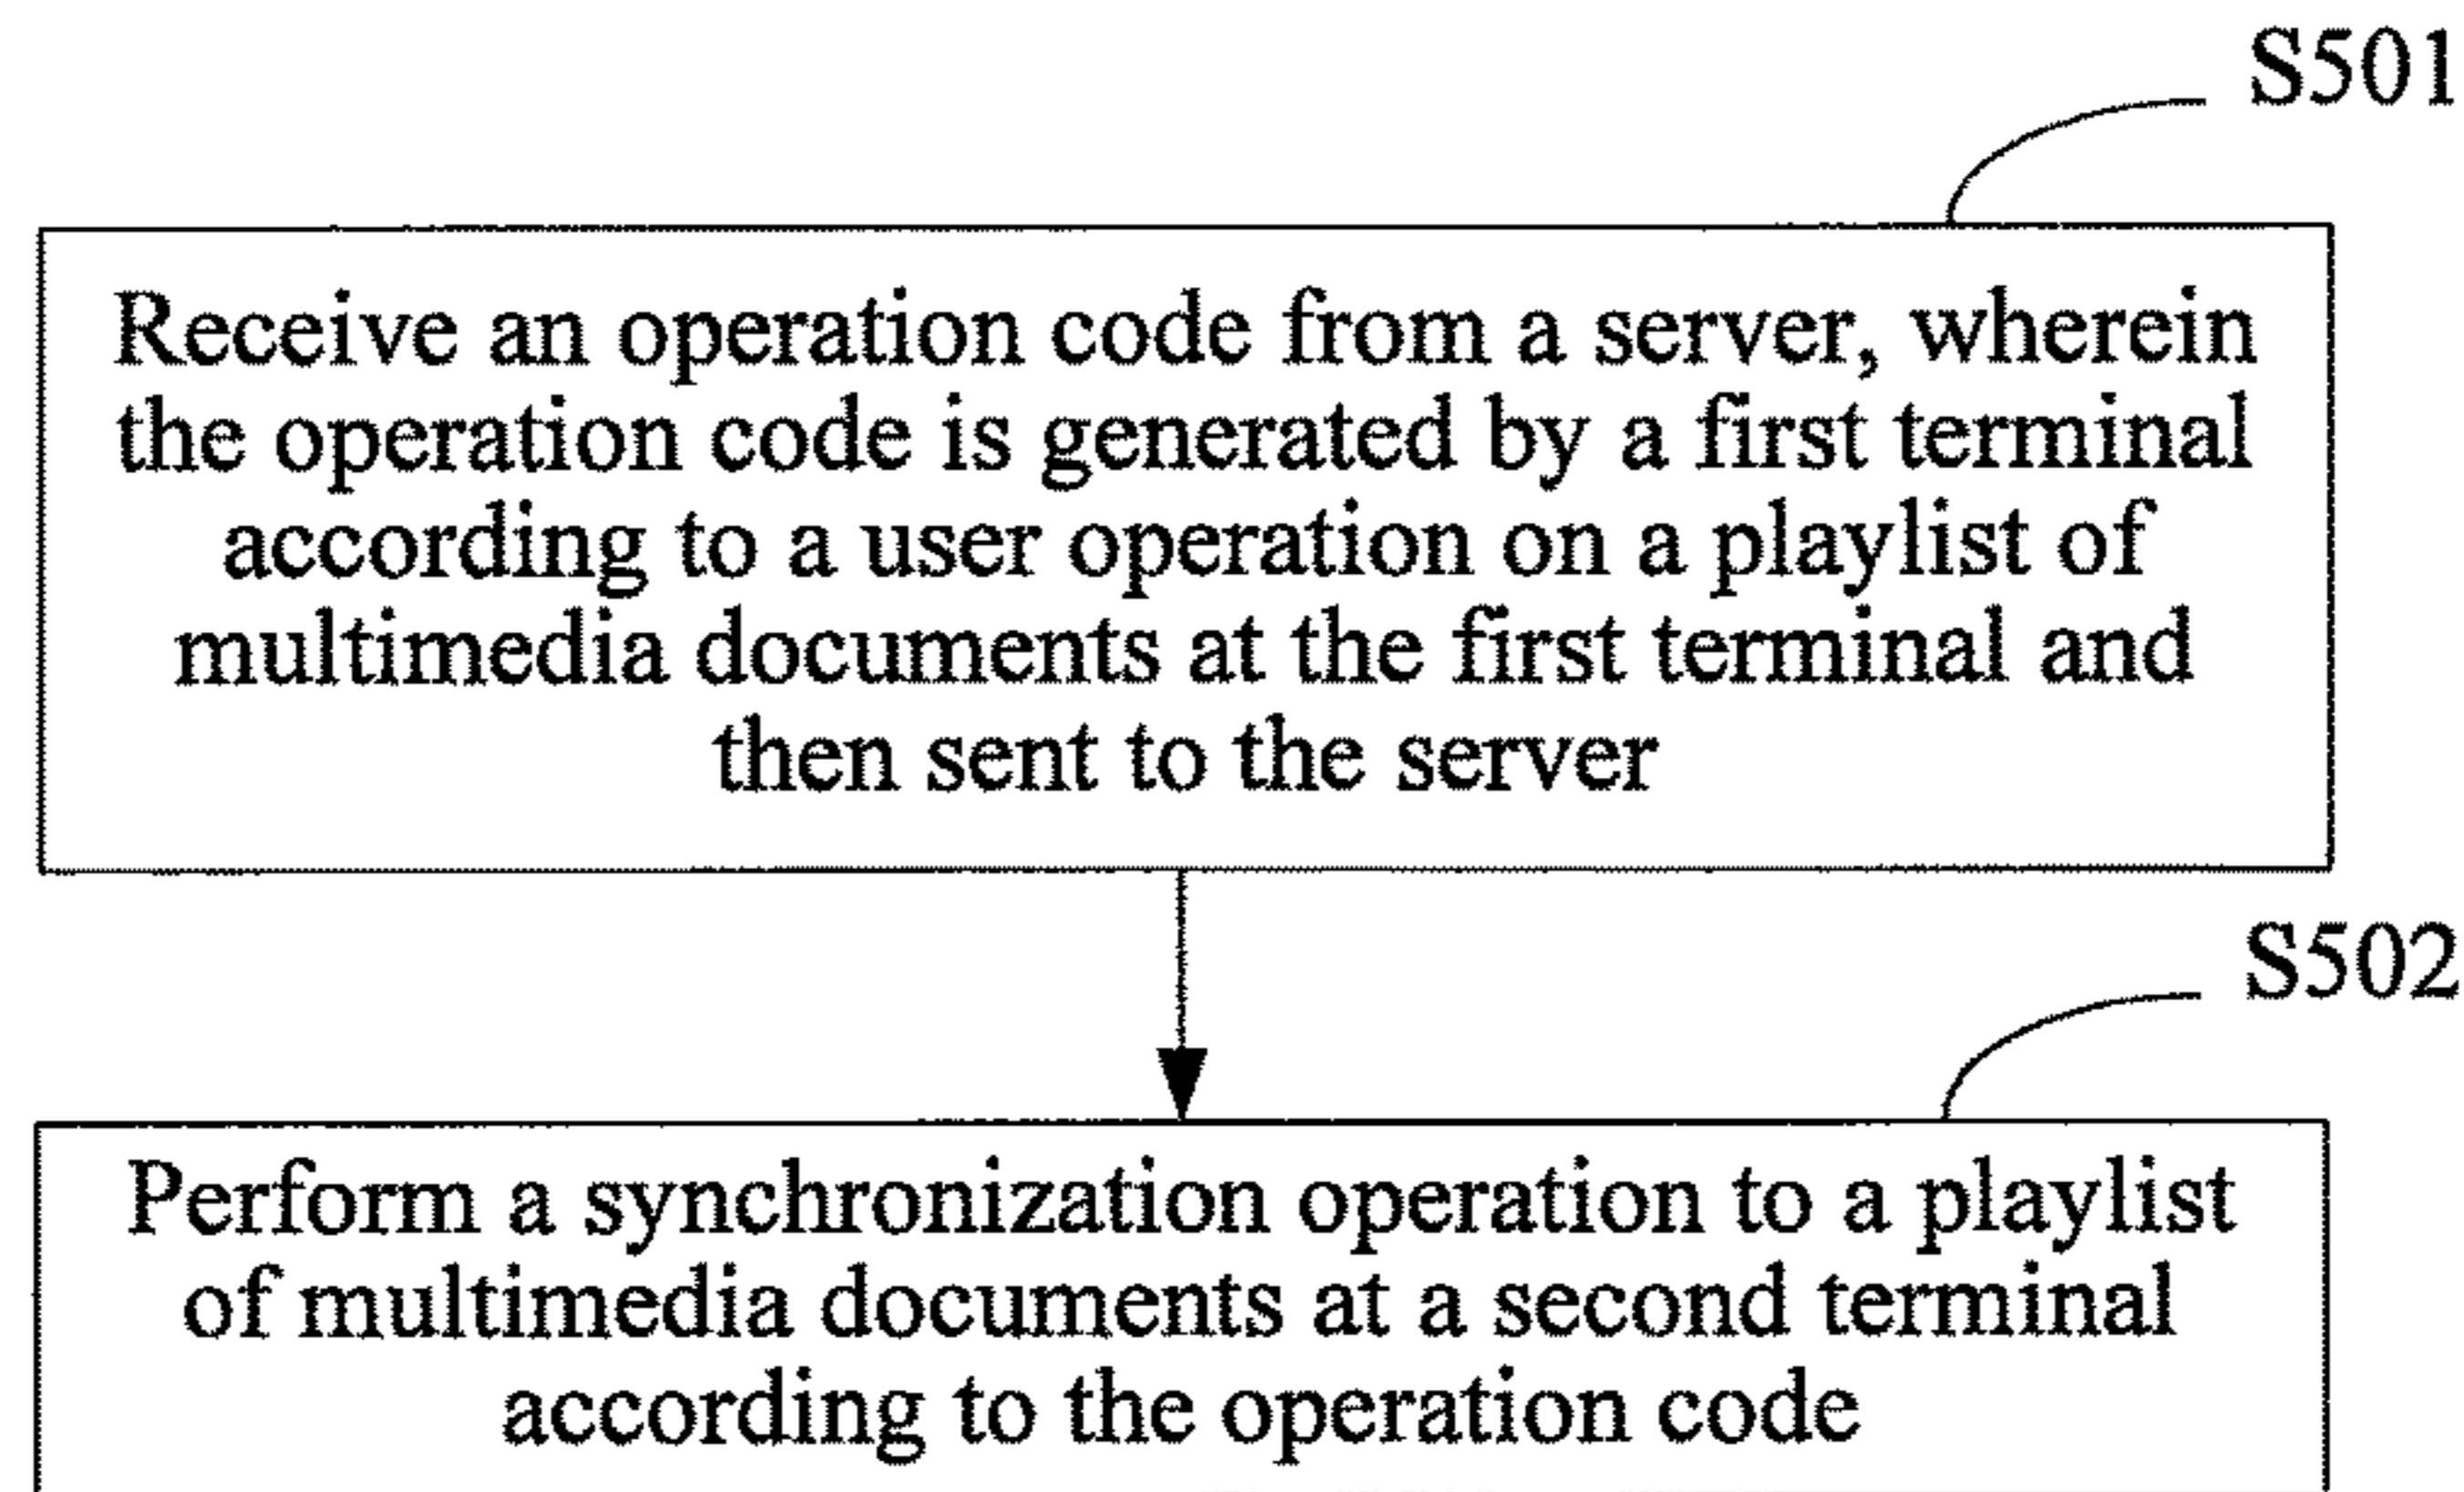 S501
Receive an operation code from a server, wherein
the operation code is generated by a first terminal
according to a user operation on a playlist of
multimedia documents at the first terminal and
then sent to the server
S502
Perform a synchronization operation to a playlist
of multimedia documents at a second terminal
according to the operation code